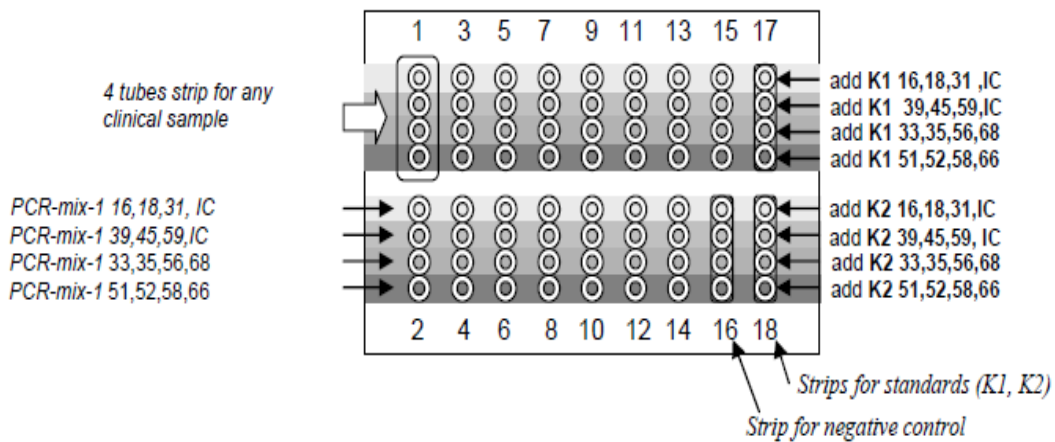 1 3 5 7 9 11 13 15 17
4 tubes strip for any
clinical sample
add K1 16,18,31 ,IC
add K1 39,45,59,IC
add K1 33,35,56,68
add K1 51,52,58,66
PCR-mix-1 16,18,31, IC
PCR-mix-1 39,45,59,IC
PCR-mix-1 33,35,56,68
PCR-mix-1 51,52,58,66
add K2 16,18,31,IC
add K2 39,45,59, IC
add K2 33,35,56,68
add K2 51,52,58,66
2 4 6 8 10 12 14 16 18
Strips for standards (K1, K2)
Strip for negative control